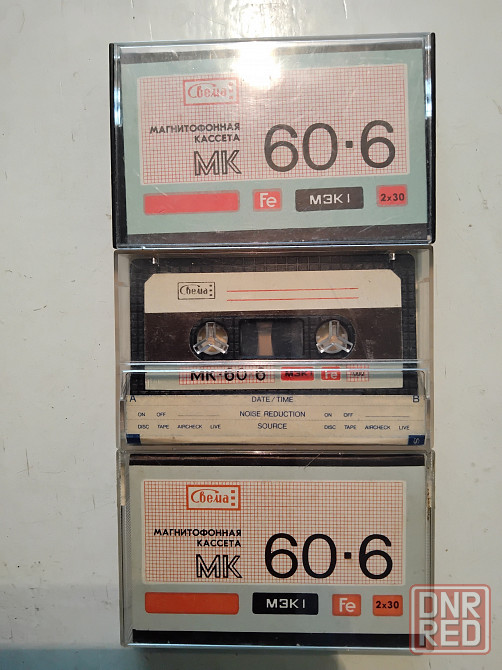 Свема
МАГНИТОФОННАЯ
КАССЕТА
МК
60·6
Fe
МЭК I
2x30
Свема
МК·60·6
МЭК I
Fe
A
DATE/TIME
B
ON OFF
NOISE REDUCTION
ON OFF
DISC TAPE AIRCHECK LIVE
SOURCE
DISC TAPE AIRCHECK LIVE
Свема
МАГНИТОФОННАЯ
КАССЕТА
МК
60·6
МЭК I
Fe
2x30
DNR
RED